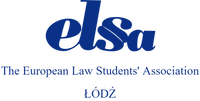 elsa
The European Law Students' Association
ŁÓDŹ